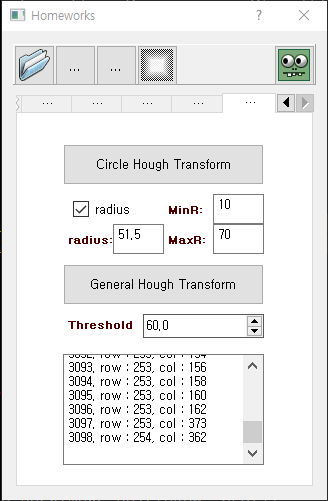 Homeworks
?
...
...
...
...
...
...
...
Circle Hough Transform
radius
MinR:
10
radius:
51,5
MaxR:
70
General Hough Transform
Threshold
60,0
3093, row : 253, col : 156
3094, row : 253, col : 158
3095, row : 253, col : 160
3096, row : 253, col : 162
3097, row : 253, col : 373
3098, row : 254, col : 362